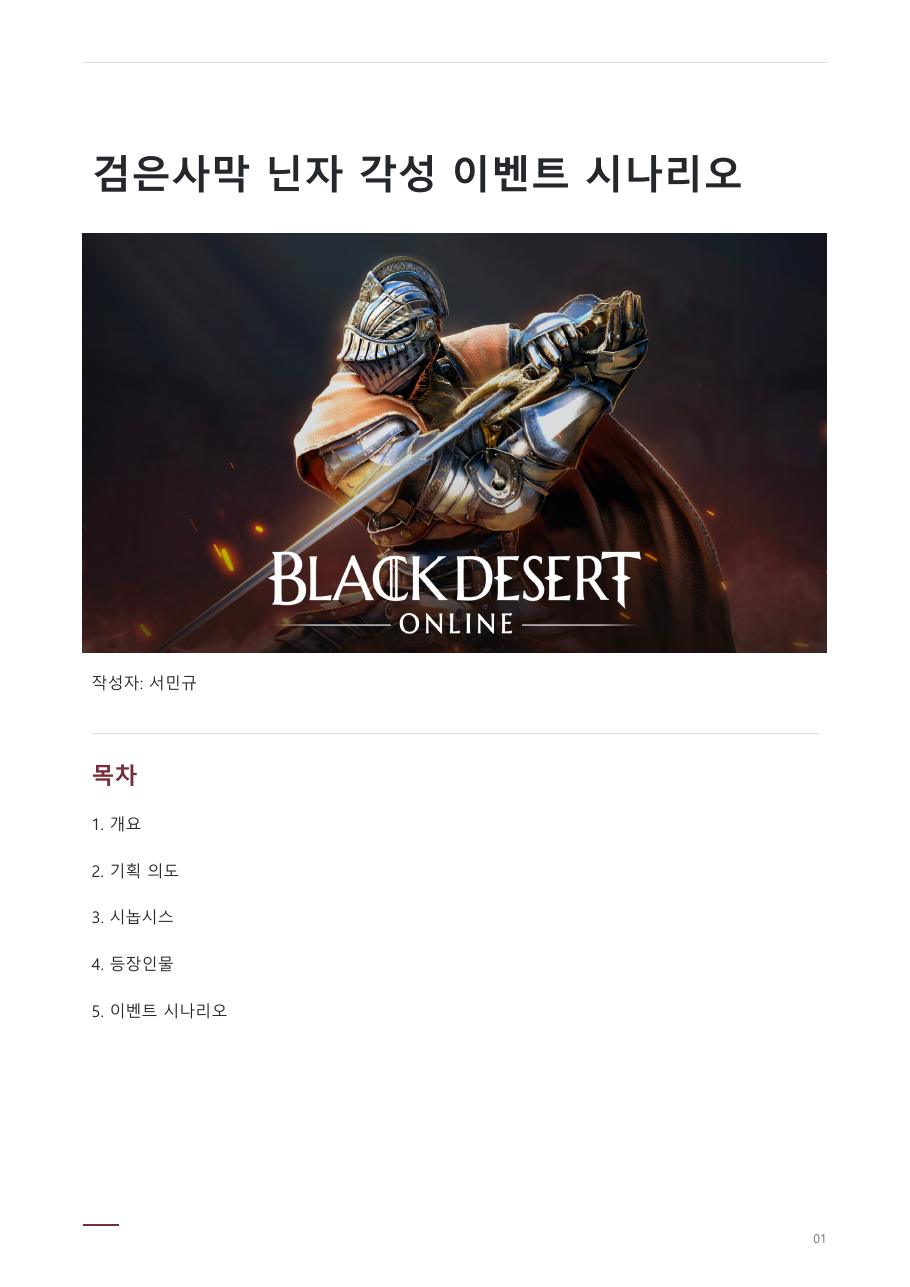 검은사막 닌자 각성 이벤트 시나리오
BLACK DESERT
ONLINE
작성자: 서민규
목차
1. 개요
2. 기획 의도
3. 시놉시스
4. 등장인물
5. 이벤트 시나리오
01